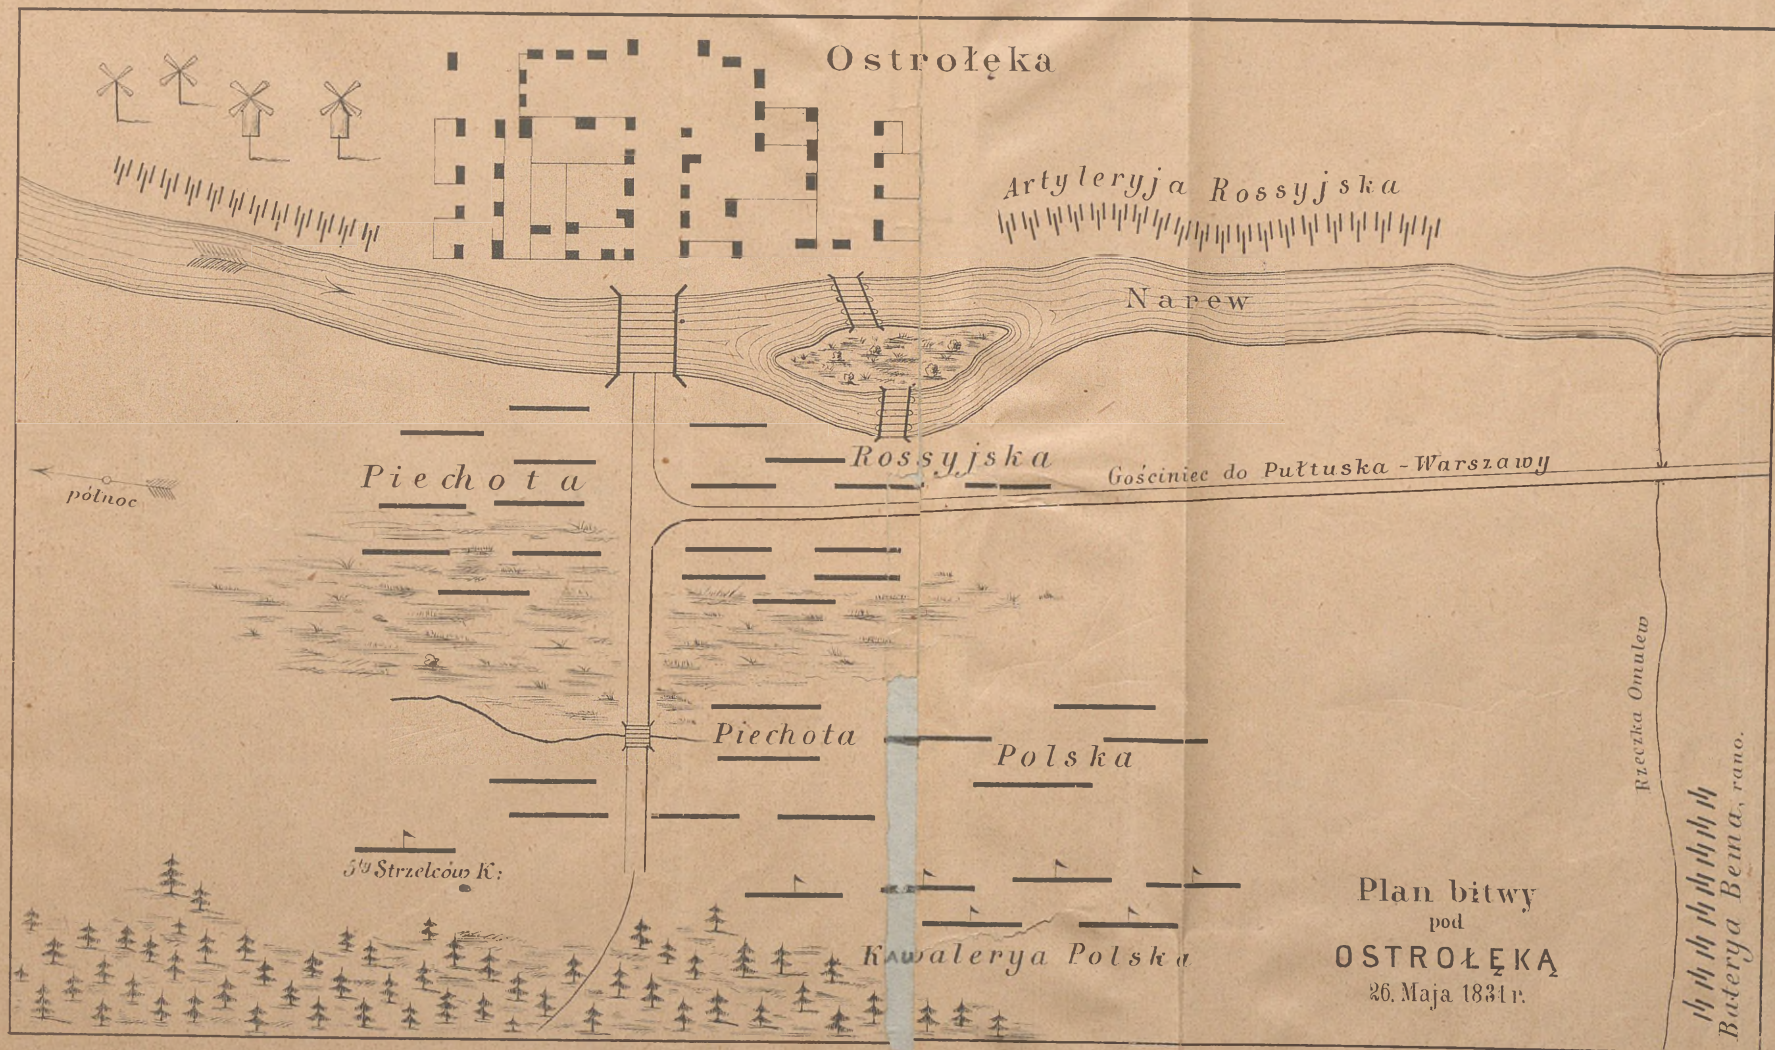 Ostrołęka
Artyleryja Rossyjska
Narew
Piechota Rossyjska
Gościniec do Pułtuska - Warszawy
północ
Rzeczka Omulew
Piechota Polska
5ty Strzelców K:
Kawalerya Polska
Baterya Bema, rano.
Plan bitwy
pod
OSTROŁĘKĄ
26. Maja 1831 r.